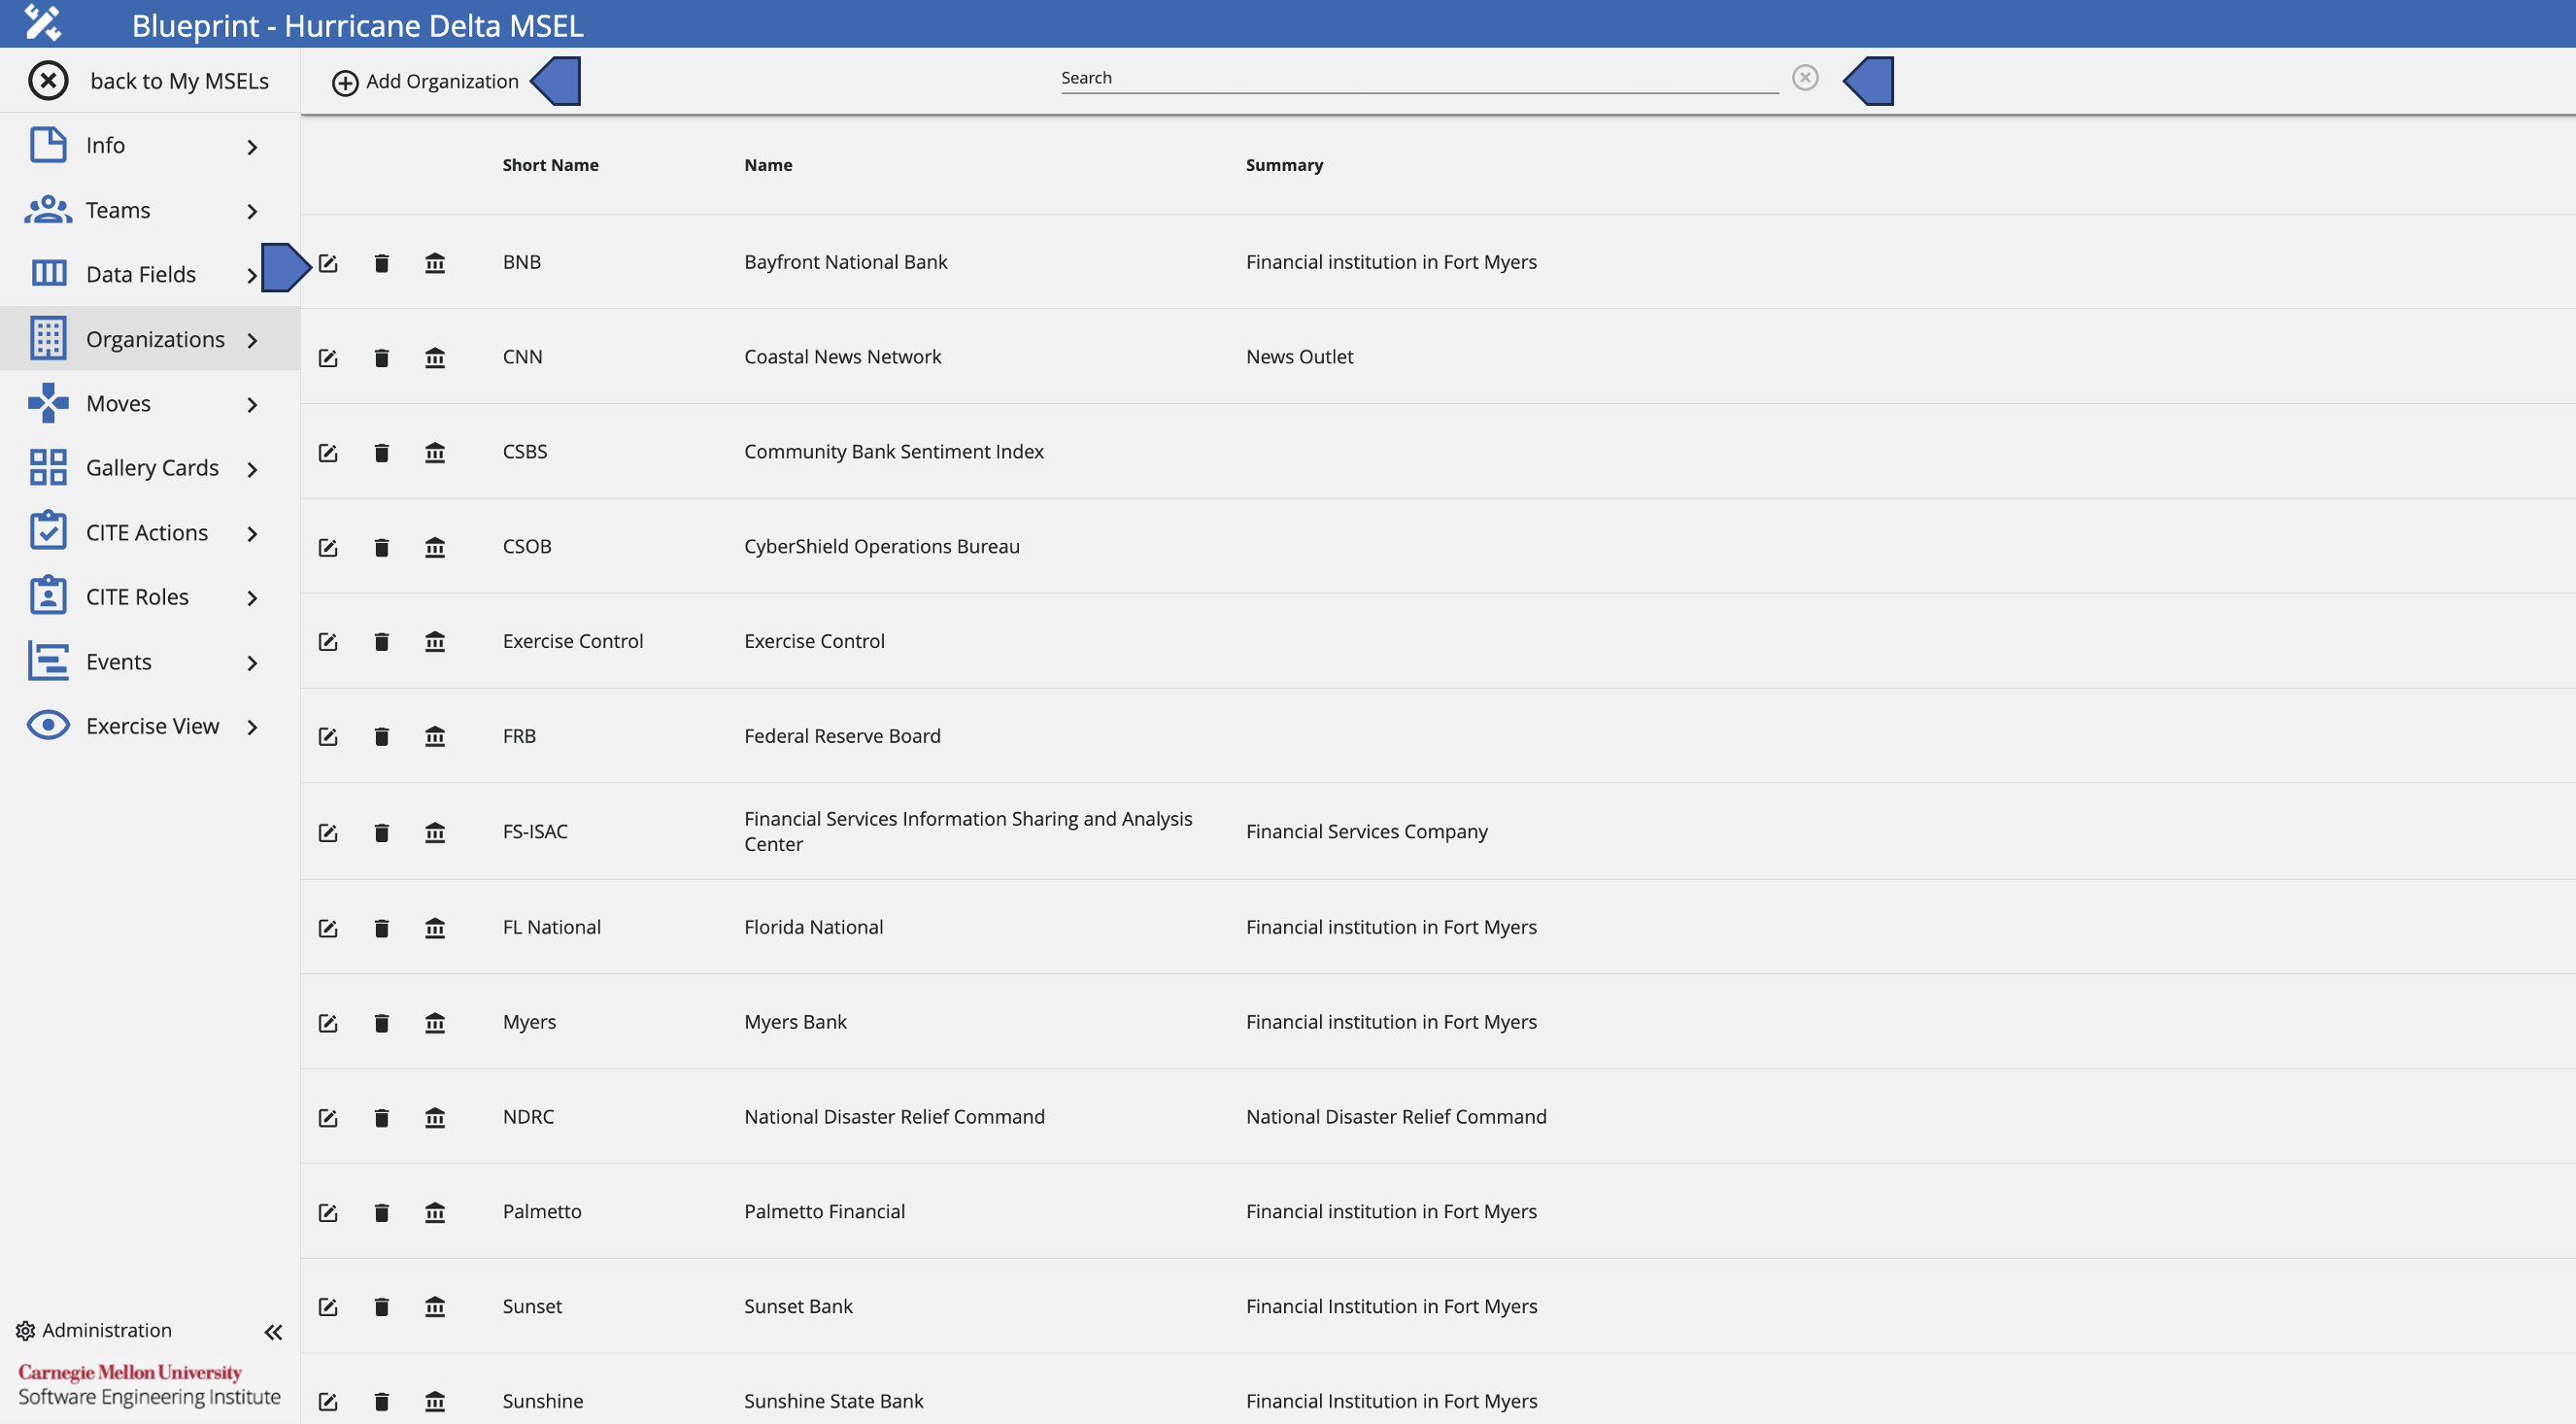 Blueprint - Hurricane Delta MSEL
back to My MSELs
Add Organization
Search
Info
Teams
Data Fields
Organizations
Moves
Gallery Cards
CITE Actions
CITE Roles
Events
Exercise View
Administration
Carnegie Mellon University
Software Engineering Institute
Short Name Name Summary
BNB Bayfront National Bank Financial institution in Fort Myers
CNN Coastal News Network News Outlet
CSBS Community Bank Sentiment Index
CSOB CyberShield Operations Bureau
Exercise Control Exercise Control
FRB Federal Reserve Board
FS-ISAC Financial Services Information Sharing and Analysis Financial Services Company
Center
FL National Florida National Financial institution in Fort Myers
Myers Myers Bank Financial institution in Fort Myers
NDRC National Disaster Relief Command National Disaster Relief Command
Palmetto Palmetto Financial Financial institution in Fort Myers
Sunset Sunset Bank Financial Institution in Fort Myers
Sunshine Sunshine State Bank Financial Institution in Fort Myers